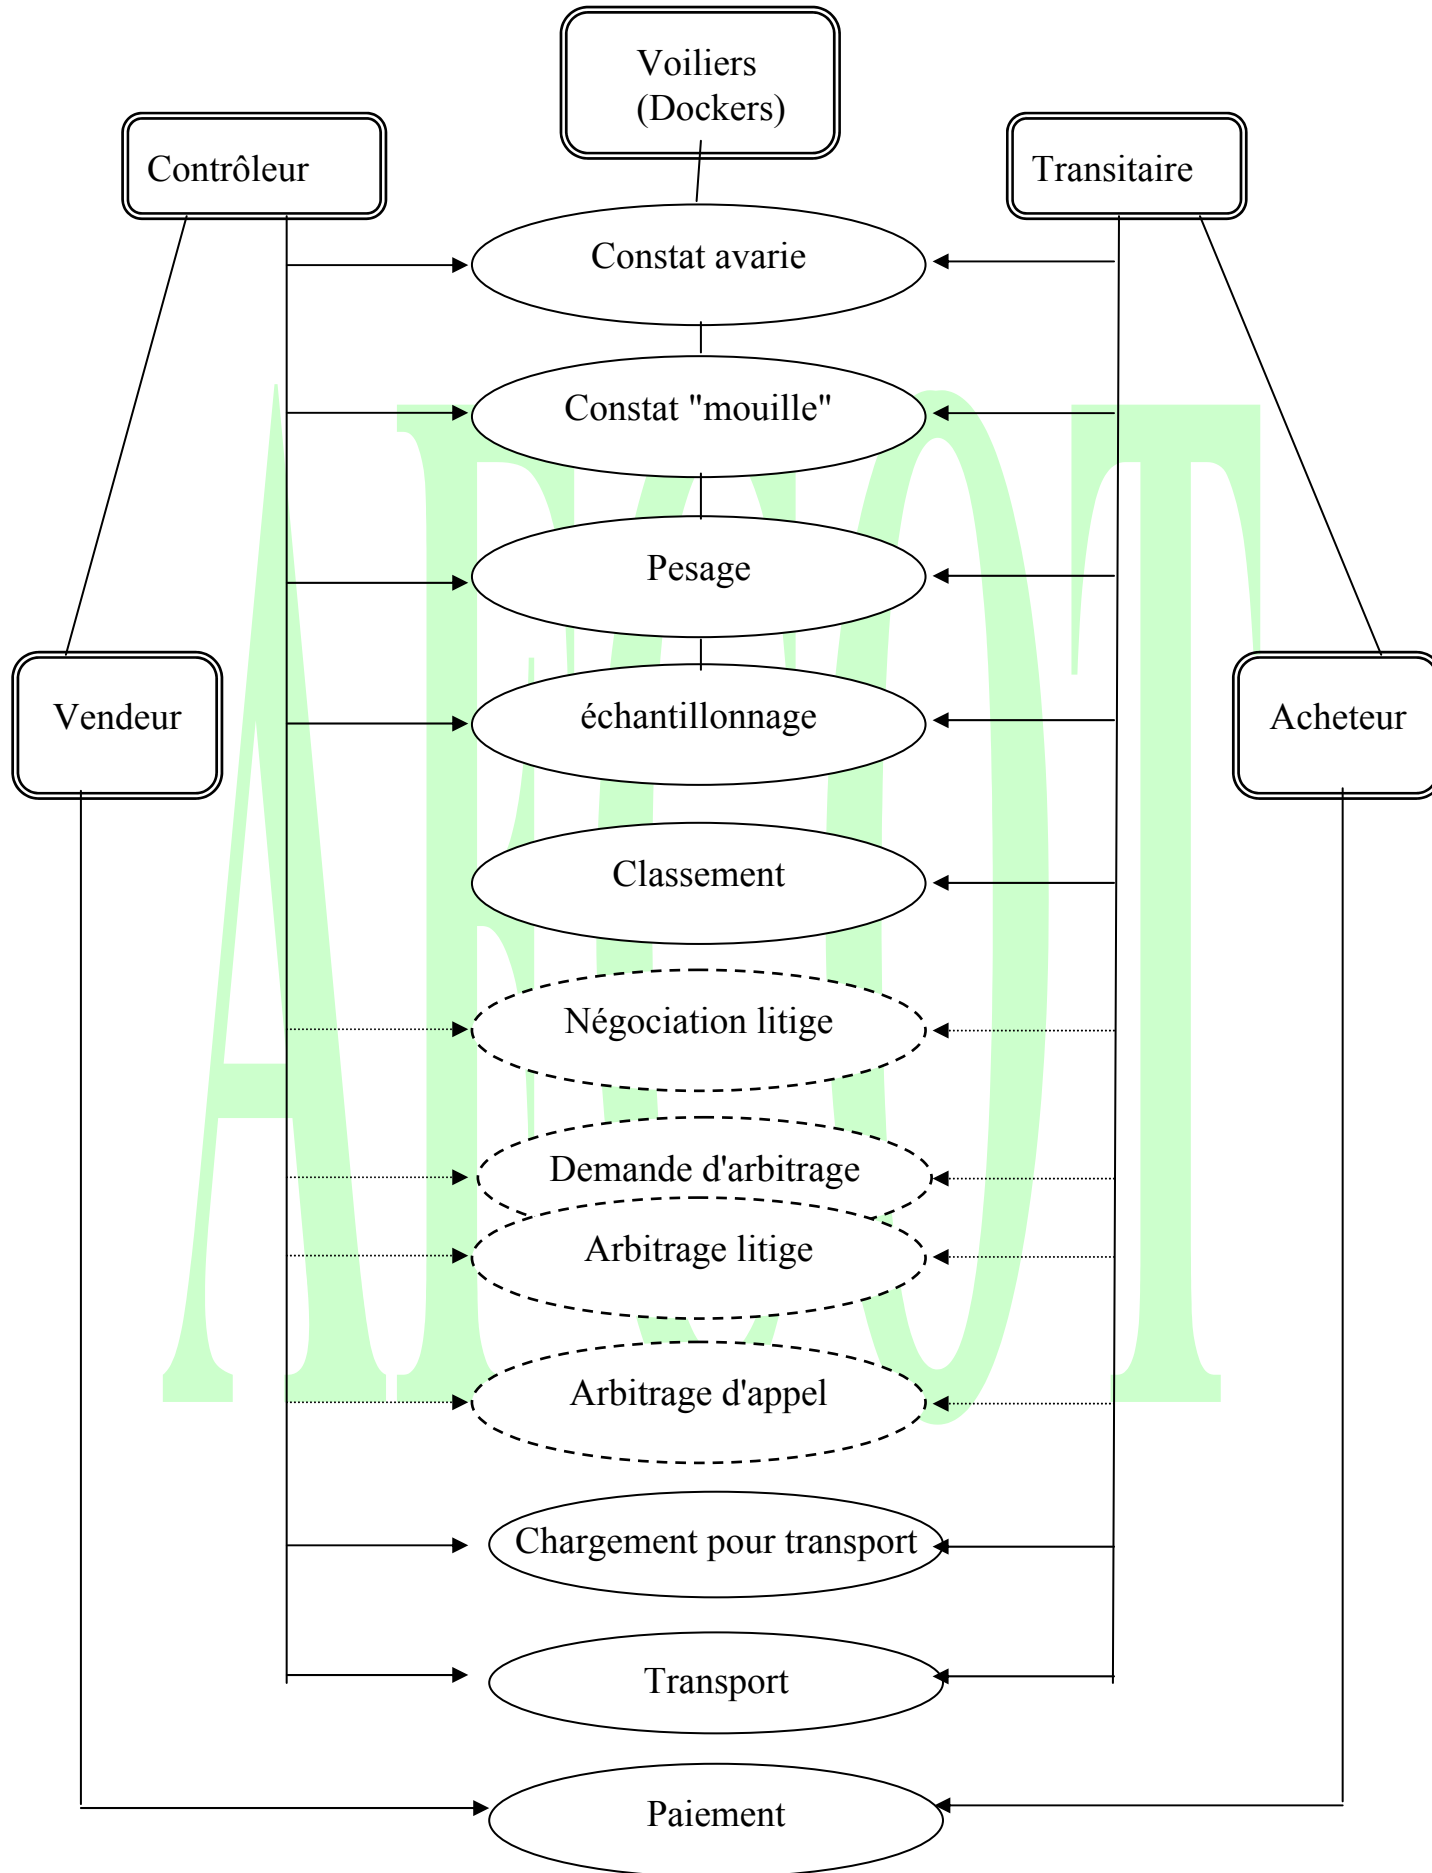 Voiliers
(Dockers)
Contrôleur
Transitaire
Constat avarie
Constat "mouille"
Pesage
Vendeur
échantillonnage
Acheteur
Classement
Négociation litige
Demande d'arbitrage
Arbitrage litige
Arbitrage d'appel
Chargement pour transport
Transport
Paiement
AFCOT